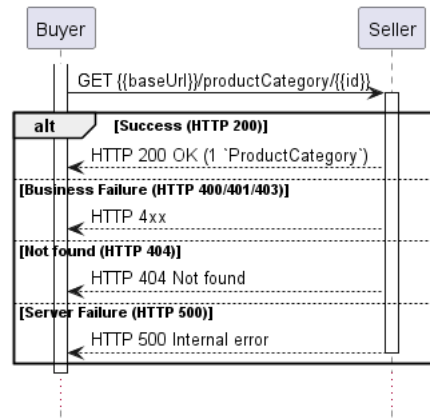 Buyer
Seller
GET {{baseUrl}}/productCategory/{{id}}
alt
[Success (HTTP 200)]
HTTP 200 OK (1 `ProductCategory`)
[Business Failure (HTTP 400/401/403)]
HTTP 4xx
[Not found (HTTP 404)]
HTTP 404 Not found
[Server Failure (HTTP 500)]
HTTP 500 Internal error